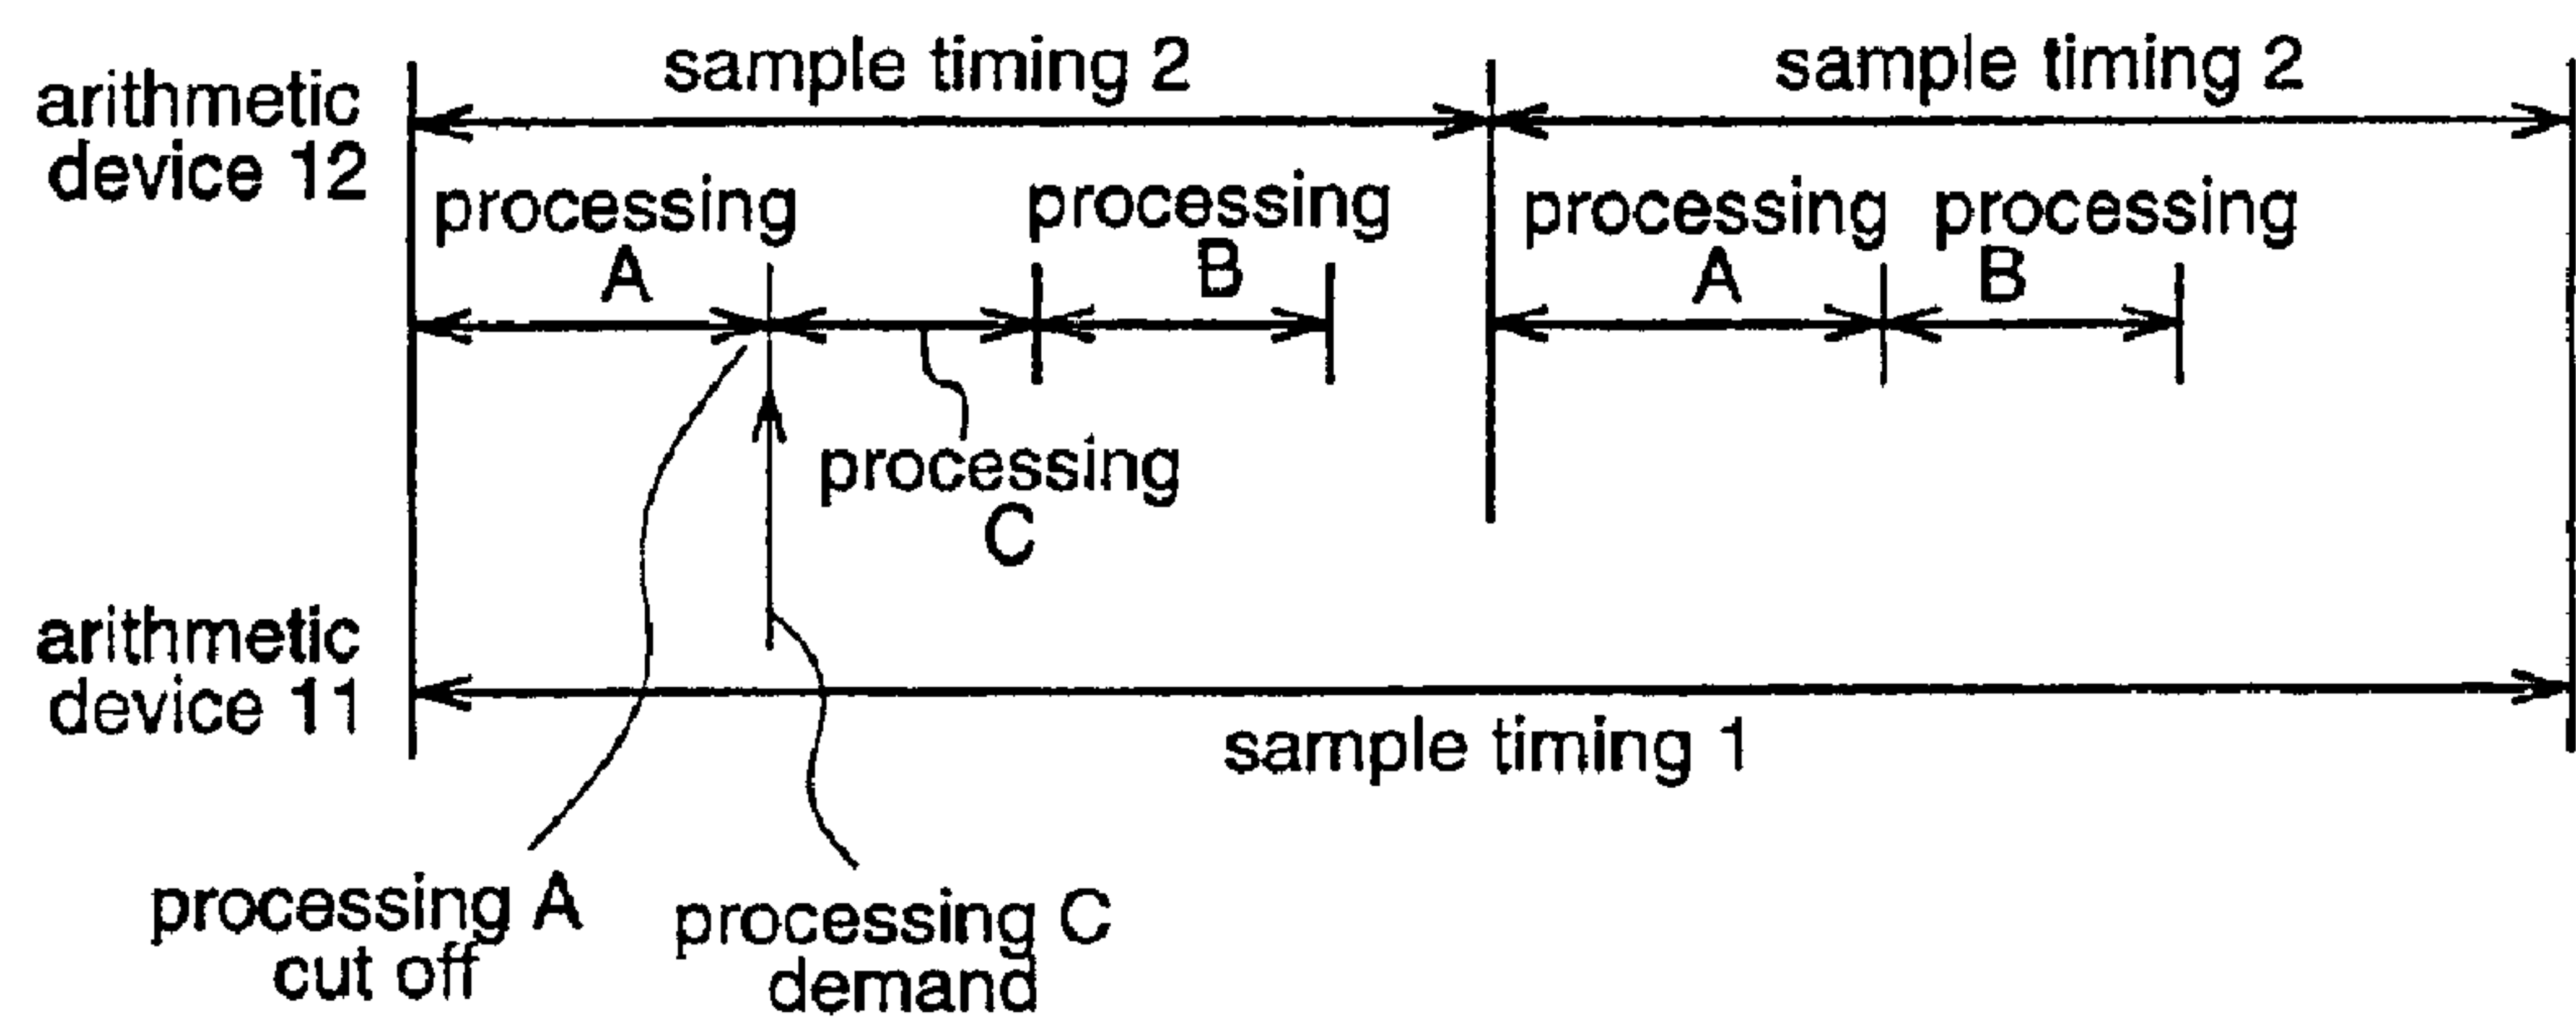 sample timing 2
sample timing 2
arithmetic
device 12
processing
A
processing
B
processing
A
processing
B
processing
C
arithmetic
device 11
sample timing 1
processing A
cut off
processing C
demand